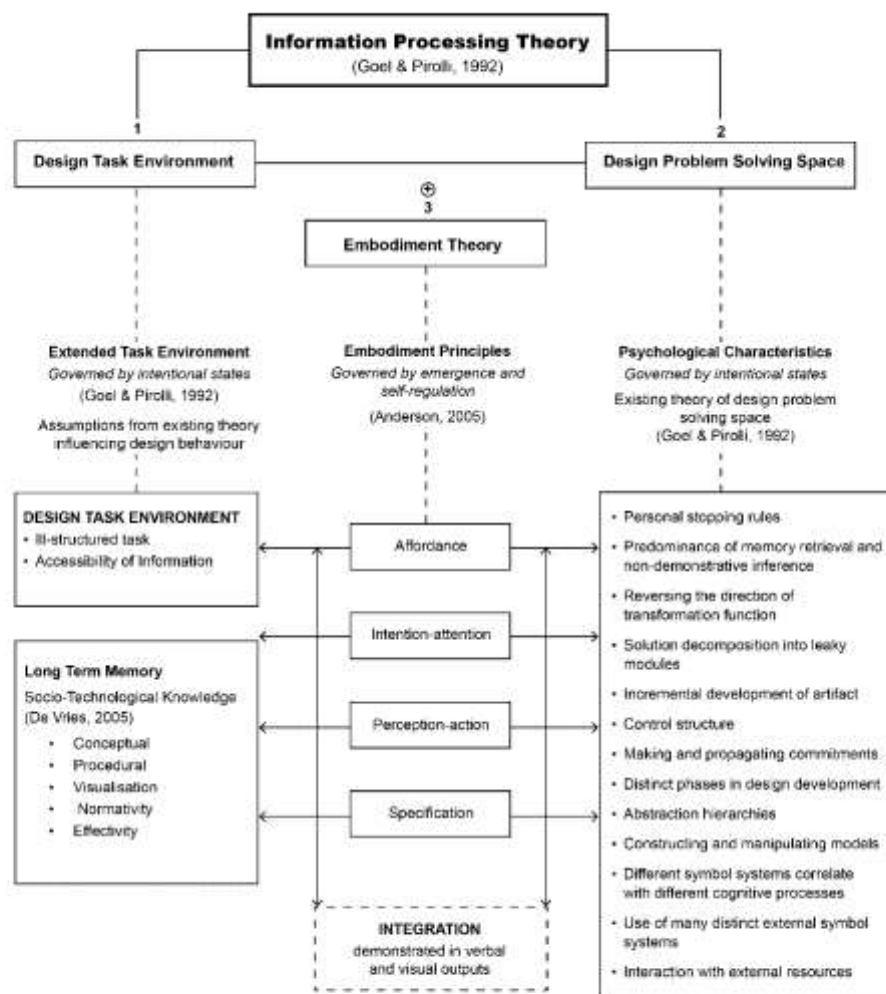 Information Processing Theory
(Goel & Pirolli, 1992)
1
2
Design Task Environment
Design Problem Solving Space
3
Embodiment Theory
Extended Task Environment
Governed by intentional states
(Goel & Pirolli, 1992)
Assumptions from existing theory
influencing design behaviour
Embodiment Principles
Governed by emergence and
self-regulation
(Anderson, 2005)
Psychological Characteristics
Governed by intentional states
Existing theory of design problem
solving space
(Goel & Pirolli, 1992)
DESIGN TASK ENVIRONMENT
• Ill-structured task
• Accessibility of Information
Long Term Memory
Socio-Technological Knowledge
(De Vries, 2005)
• Conceptual
• Procedural
• Visualisation
• Normativity
• Effectivity
Affordance
Intention-attention
Perception-action
Specification
INTEGRATION
demonstrated in verbal
and visual outputs
• Personal stopping rules
• Predominance of memory retrieval and
non-demonstrative inference
• Reversing the direction of
transformation function
• Solution decomposition into leaky
modules
• Incremental development of artifact
• Control structure
• Making and propagating commitments
• Distinct phases in design development
• Abstraction hierarchies
• Constructing and manipulating models
• Different symbol systems correlate
with different cognitive processes
• Use of many distinct external symbol
systems
• Interaction with external resources